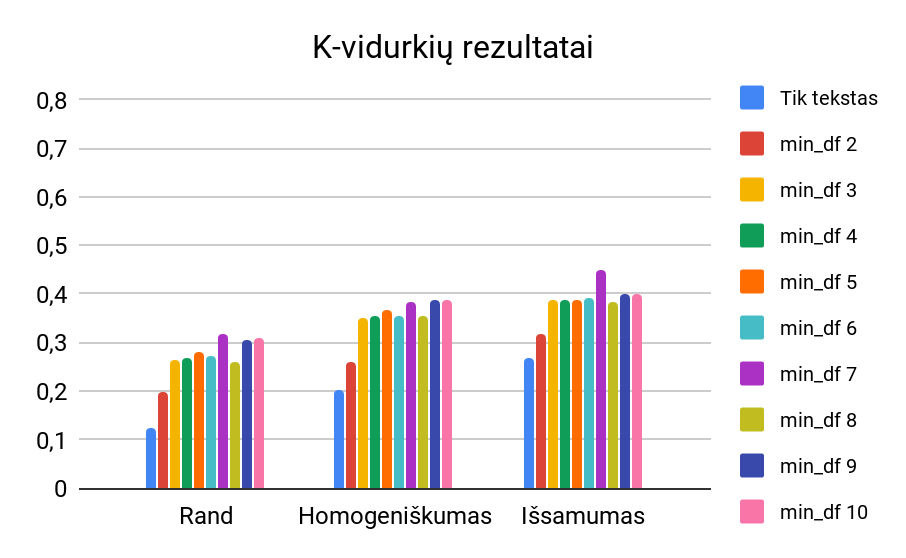 K-vidurkių rezultatai
0,8
0,7
0,6
0,5
0,4
0,3
0,2
0,1
0
Rand
Homogeniškumas
Išsamumas
Tik tekstas
min_df 2
min_df 3
min_df 4
min_df 5
min_df 6
min_df 7
min_df 8
min_df 9
min_df 10